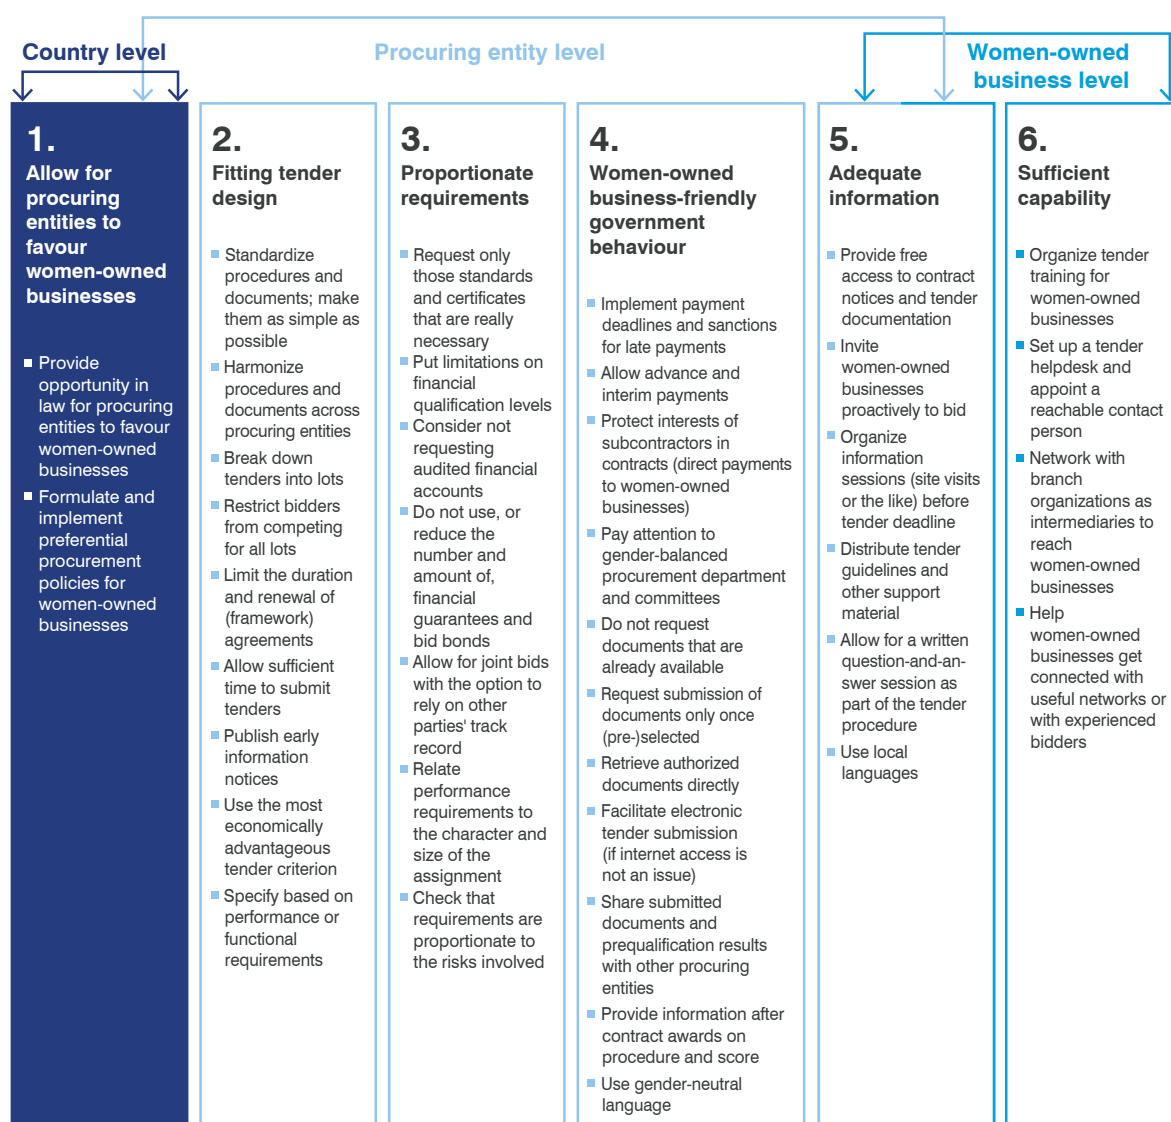 Country level
Procuring entity level
Women-owned
business level
1.
Allow for
procuring
entities to
favour
women-owned
businesses
Provide
opportunity in
law for procuring
entities to favour
women-owned
businesses
Formulate and
implement
preferential
procurement
policies for
women-owned
businesses
2.
Fitting tender
design
Standardize
procedures and
documents; make
them as simple as
possible
Harmonize
procedures and
documents across
procuring entities
Break down
tenders into lots
Restrict bidders
from competing
for all lots
Limit the duration
and renewal of
(framework)
agreements
Allow sufficient
time to submit
tenders
Publish early
information
notices
Use the most
economically
advantageous
tender criterion
Specify based on
performance or
functional
requirements
3.
Proportionate
requirements
Request only
those standards
and certificates
that are really
necessary
Put limitations on
financial
qualification levels
Consider not
requesting
audited financial
accounts
Do not use, or
reduce the
number and
amount of,
financial
guarantees and
bid bonds
Allow for joint bids
with the option to
rely on other
parties' track
record
Relate
performance
requirements to
the character and
size of the
assignment
Check that
requirements are
proportionate to
the risks involved
4.
Women-owned
business-friendly
government
behaviour
Implement payment
deadlines and sanctions
for late payments
Allow advance and
interim payments
Protect interests of
subcontractors in
contracts (direct payments
to women-owned
businesses)
Pay attention to
gender-balanced
procurement department
and committees
Do not request
documents that are
already available
Request submission of
documents only once
(pre-)selected
Retrieve authorized
documents directly
Facilitate electronic
tender submission
(if internet access is
not an issue)
Share submitted
documents and
prequalification results
with other procuring
entities
Provide information after
contract awards on
procedure and score
Use gender-neutral
language
5.
Adequate
information
Provide free
access to contract
notices and tender
documentation
Invite
women-owned
businesses
proactively to bid
Organize
information
sessions (site visits
or the like) before
tender deadline
Distribute tender
guidelines and
other support
material
Allow for a written
question-and-an-
swer session as
part of the tender
procedure
Use local
languages
6.
Sufficient
capability
Organize tender
training for
women-owned
businesses
Set up a tender
helpdesk and
appoint a
reachable contact
person
Network with
branch
organizations as
intermediaries to
reach
women-owned
businesses
Help
women-owned
businesses get
connected with
useful networks or
with experienced
bidders